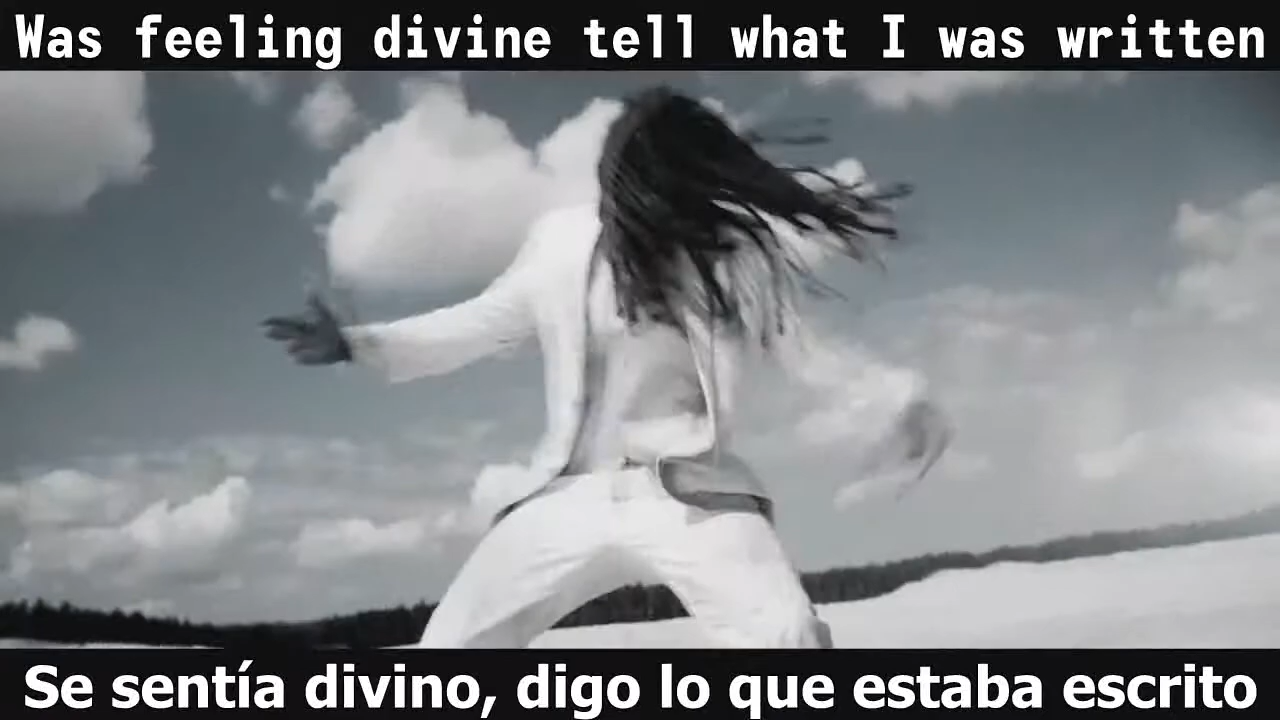 Was feeling divine tell what I was written
Se sentía divino, digo lo que estaba escrito